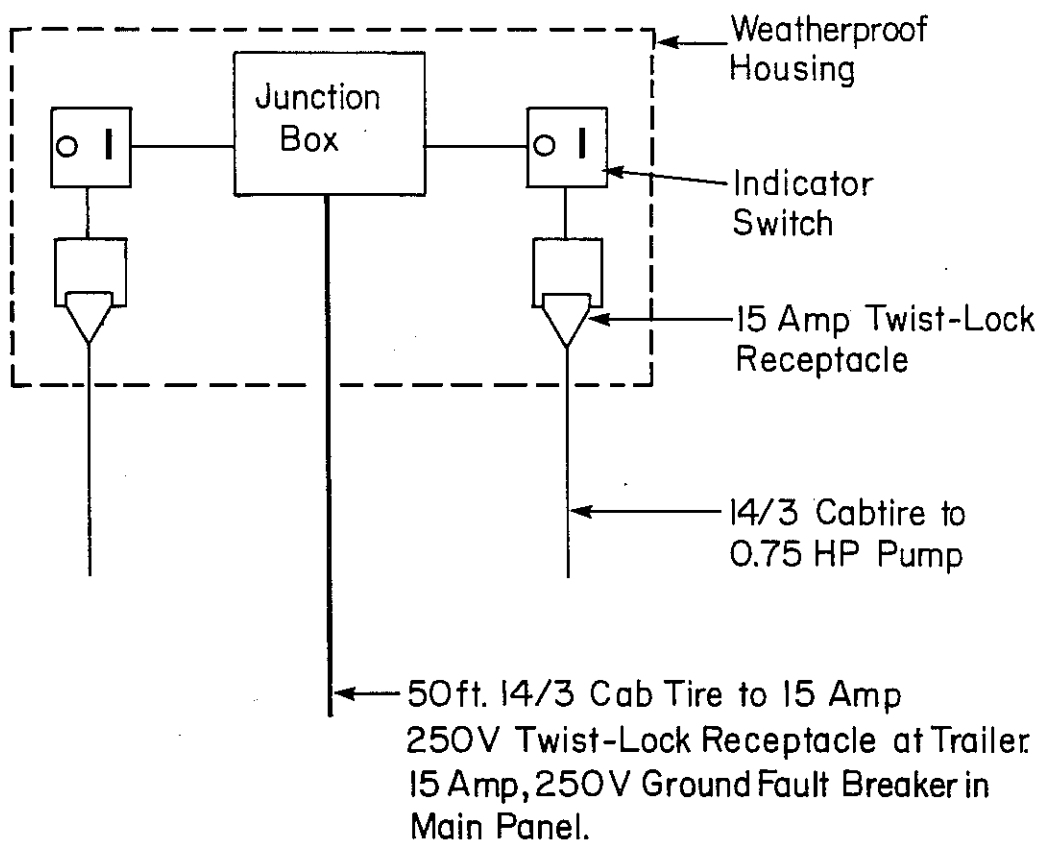 Weatherproof
Housing
Junction
Box
O I
O I
Indicator
Switch
15 Amp Twist-Lock
Receptacle
14/3 Cabtire to
0.75 HP Pump
50ft. 14/3 Cab Tire to 15 Amp
250V Twist-Lock Receptacle at Trailer.
15 Amp, 250V Ground Fault Breaker in
Main Panel.